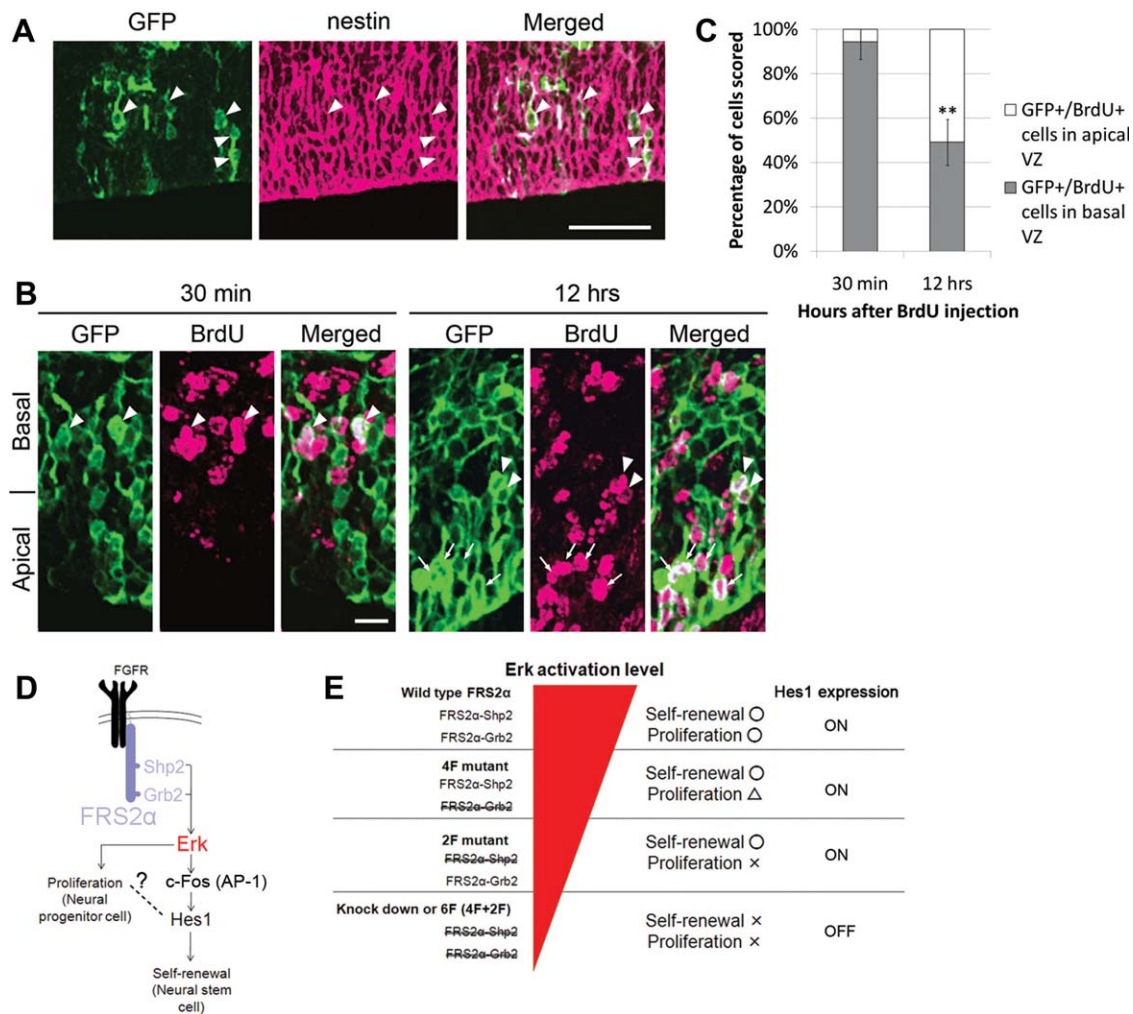 A
GFP
nestin
Merged
C
Percentage of cells scored
100%
80%
60%
40%
20%
0%
**
30 min
12 hrs
Hours after BrdU injection
GFP+/BrdU+
cells in apical
VZ
GFP+/BrdU+
cells in basal
VZ
B
30 min
12 hrs
GFP
BrdU
Merged
GFP
BrdU
Merged
Basal
Apical
D
FGFR
Shp2
Grb2
FRS2α
Erk
Proliferation
(Neural
progenitor cell)
?
c-Fos (AP-1)
Hes1
Self-renewal
(Neural stem
cell)
E
Erk activation level
Hes1 expression
Wild type FRS2α
FRS2α-Shp2
FRS2α-Grb2
Self-renewal ○
Proliferation ○
ON
4F mutant
FRS2α-Shp2
FRS2α-Grb2
Self-renewal ○
Proliferation △
ON
2F mutant
FRS2α-Shp2
FRS2α-Grb2
Self-renewal ○
Proliferation ×
ON
Knock down or 6F (4F+2F)
FRS2α-Shp2
FRS2α-Grb2
Self-renewal ×
Proliferation ×
OFF